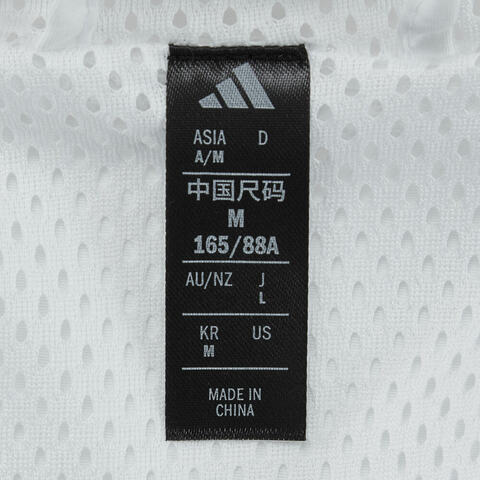 ASIA D
A/M
中国尺码
M
165/88A
AU/NZ J
L
KR US
M
MADE IN
CHINA